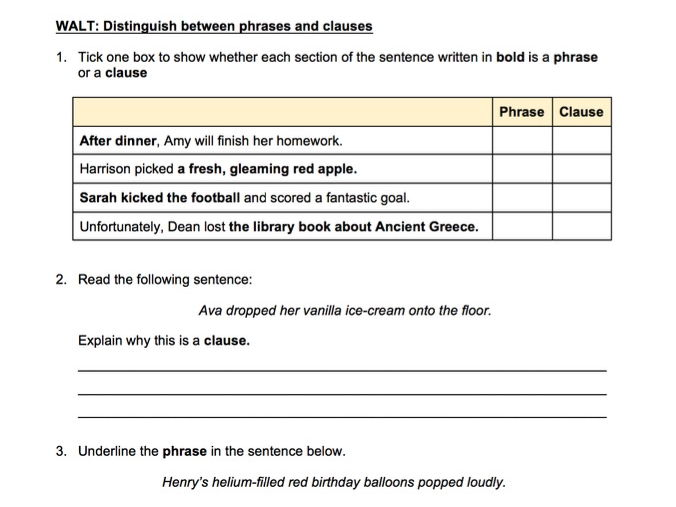 WALT: Distinguish between phrases and clauses
1. Tick one box to show whether each section of the sentence written in bold is a phrase
or a clause
Phrase Clause
After dinner, Amy will finish her homework.
Harrison picked a fresh, gleaming red apple.
Sarah kicked the football and scored a fantastic goal.
Unfortunately, Dean lost the library book about Ancient Greece.
2. Read the following sentence:
Ava dropped her vanilla ice-cream onto the floor.
Explain why this is a clause.
3. Underline the phrase in the sentence below.
Henry's helium-filled red birthday balloons popped loudly.